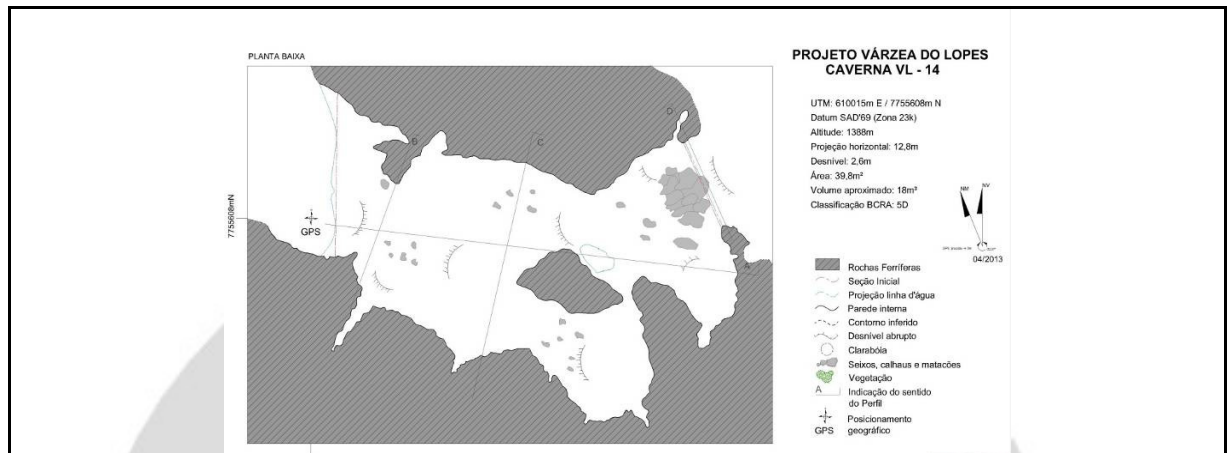 PLANTA BAIXA
PROJETO VÁRZEA DO LOPES
CAVERNA VL - 14
UTM: 610015m E / 7755608m N
Datum SAD'69 (Zona 23k)
Altitude: 1388m
Projeção horizontal: 12,8m
Desnível: 2,6m
Área: 39,8m²
Volume aproximado: 18m³
Classificação BCRA: 5D
NM NV
04/2013
7755608mN
GPS
A
B
C
D
Rochas Ferríferas
Seção Inicial
Projeção linha d'água
Parede interna
Contorno inferido
Desnível abrupto
Clarabóia
Seixos, calhaus e matacões
Vegetação
A Indicação do sentido
do Perfil
GPS Posicionamento
geográfico